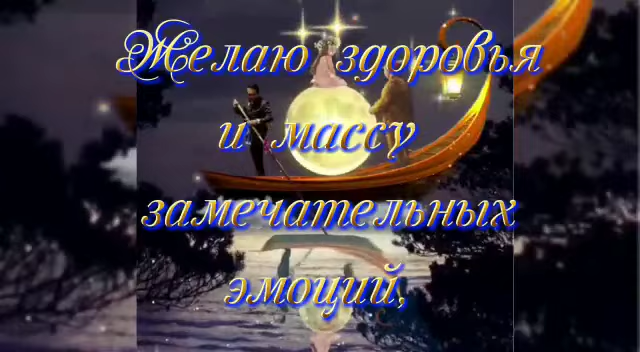 Желаю здоровья
и массу
замечательных
эмоций,